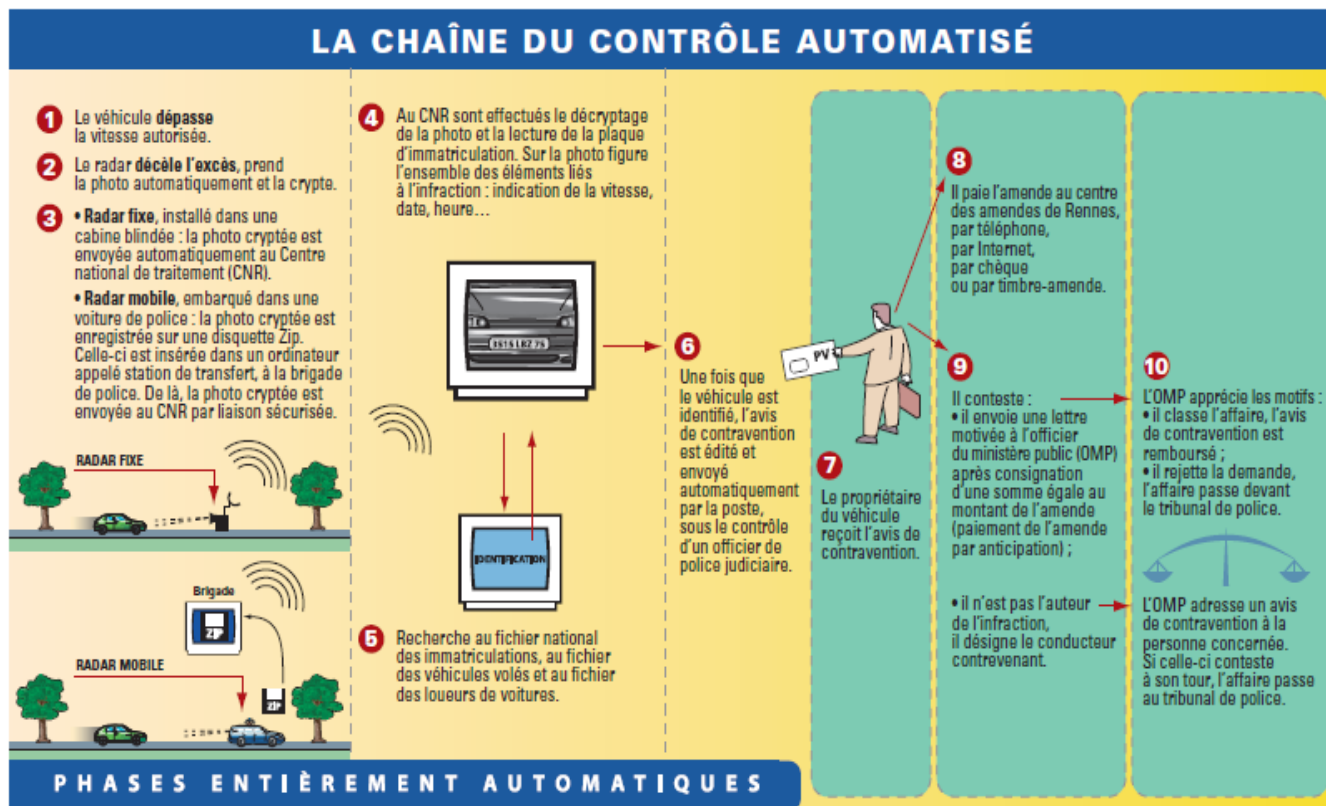 LA CHAÎNE DU CONTRÔLE AUTOMATISÉ
1 Le véhicule dépasse
la vitesse autorisée.
2 Le radar décèle l'excès, prend
la photo automatiquement et la crypte.
3 • Radar fixe, installé dans une
cabine blindée : la photo cryptée est
envoyée automatiquement au Centre
national de traitement (CNR).
• Radar mobile, embarqué dans une
voiture de police : la photo cryptée est
enregistrée sur une disquette Zip.
Celle-ci est insérée dans un ordinateur
appelé station de transfert, à la brigade
de police. De là, la photo cryptée est
envoyée au CNR par liaison sécurisée.
RADAR FIXE
Brigade
ZIP
RADAR MOBILE
ZIP
4 Au CNR sont effectués le décryptage
de la photo et la lecture de la plaque
d'immatriculation. Sur la photo figure
l'ensemble des éléments liés
à l'infraction : indication de la vitesse,
date, heure…
3515 LBZ 75
IDENTIFICATION
5 Recherche au fichier national
des immatriculations, au fichier
des véhicules volés et au fichier
des loueurs de voitures.
6
Une fois que
le véhicule est
identifié, l'avis
de contravention
est édité et
envoyé
automatiquement
par la poste,
sous le contrôle
d'un officier de
police judiciaire.
PV
7
Le propriétaire
du véhicule
reçoit l'avis de
contravention.
8
Il paie l'amende au centre
des amendes de Rennes,
par téléphone,
par Internet,
par chèque
ou par timbre-amende.
9
Il conteste :
• il envoie une lettre
motivée à l'officier
du ministère public (OMP)
après consignation
d'une somme égale au
montant de l'amende
(paiement de l'amende
par anticipation) ;
• il n'est pas l'auteur
de l'infraction,
il désigne le conducteur
contrevenant.
10
L'OMP apprécie les motifs :
• il classe l'affaire, l'avis
de contravention est
remboursé ;
• il rejette la demande,
l'affaire passe devant
le tribunal de police.
L'OMP adresse un avis
de contravention à la
personne concernée.
Si celle-ci conteste
à son tour, l'affaire passe
au tribunal de police.
PHASES ENTIÈREMENT AUTOMATIQUES